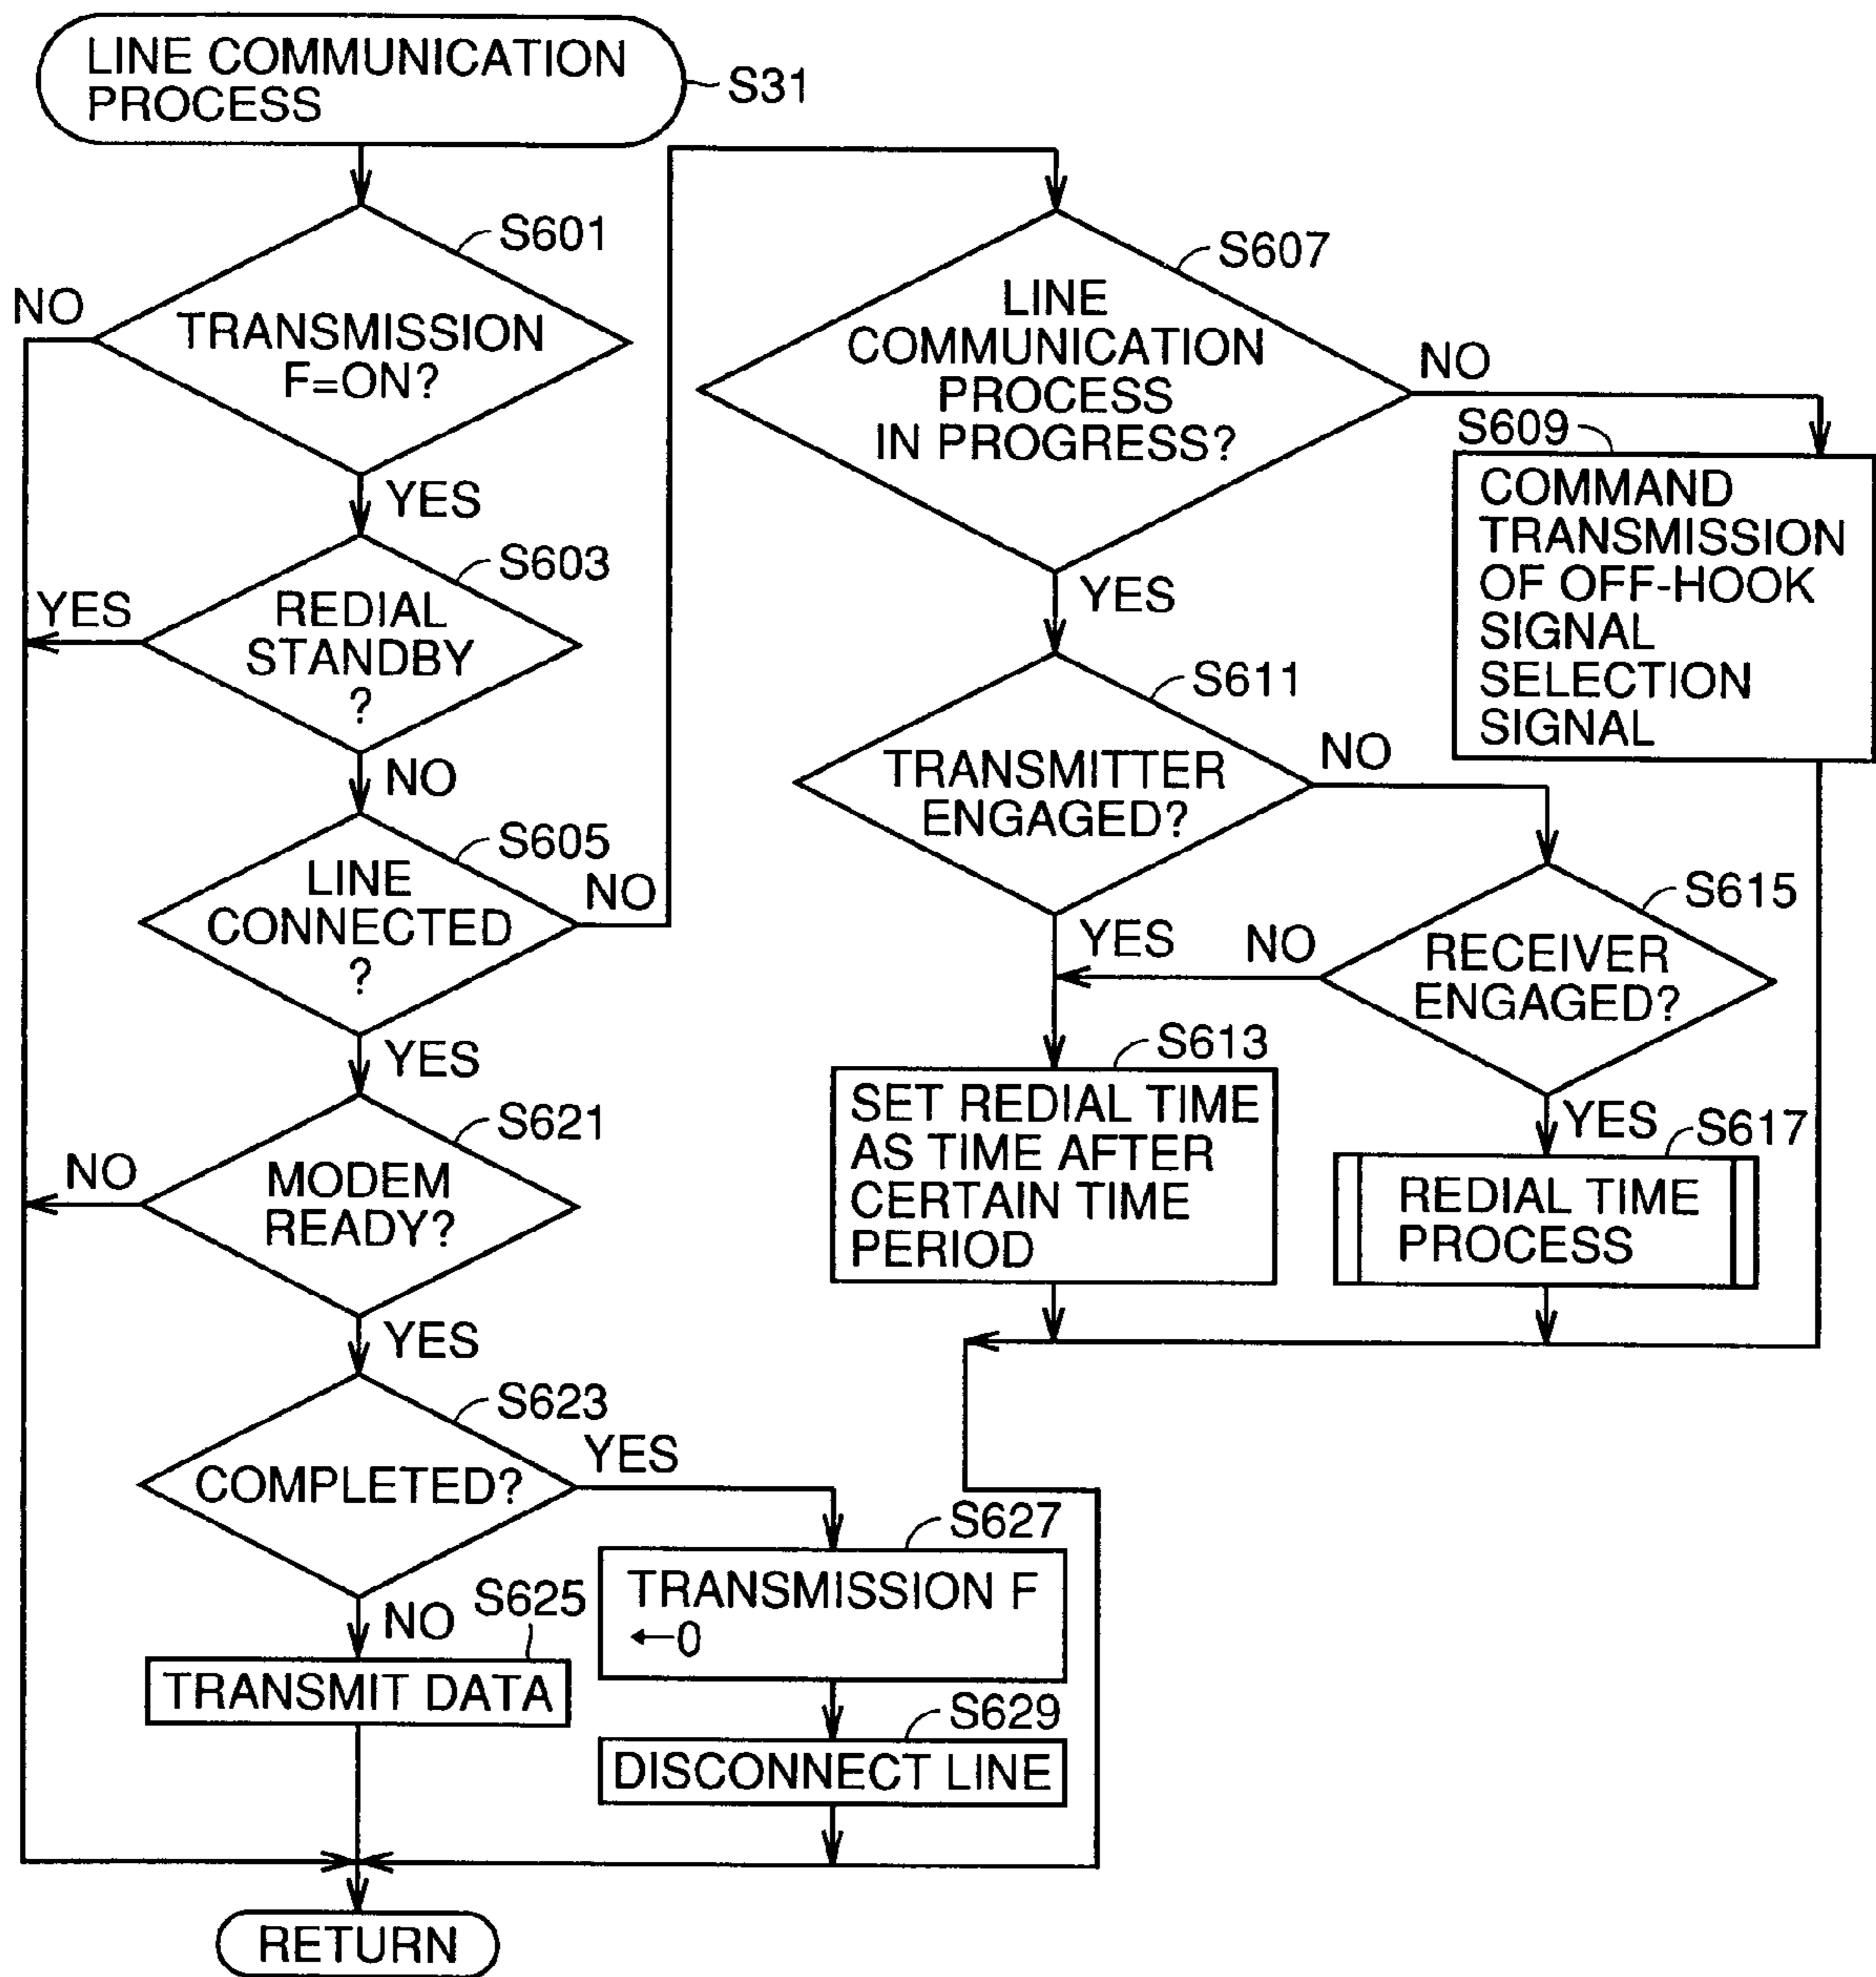 LINE COMMUNICATION
PROCESS
S31
S601
NO
TRANSMISSION
F=ON?
YES
S603
YES
REDIAL
STANDBY
?
NO
S605
LINE
CONNECTED
?
NO
YES
S621
NO
MODEM
READY?
YES
S623
COMPLETED?
YES
NO
S625
TRANSMIT DATA
S627
TRANSMISSION F
←0
S629
DISCONNECT LINE
RETURN
S607
LINE
COMMUNICATION
PROCESS
IN PROGRESS?
NO
YES
S609
COMMAND
TRANSMISSION
OF OFF-HOOK
SIGNAL
SELECTION
SIGNAL
S611
TRANSMITTER
ENGAGED?
NO
YES
S615
NO
RECEIVER
ENGAGED?
YES
S613
SET REDIAL TIME
AS TIME AFTER
CERTAIN TIME
PERIOD
S617
REDIAL TIME
PROCESS